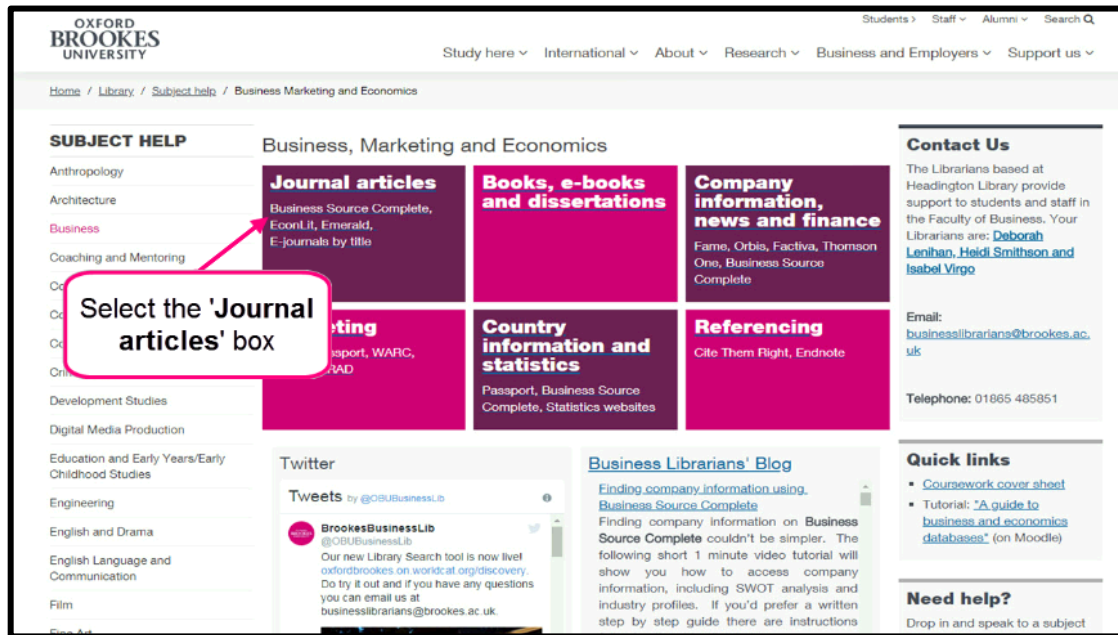 OXFORD
BROOKES
UNIVERSITY
Students
Staff
Alumni
Search
Study here
International
About
Research
Business and Employers
Support us
Home / Library / Subject help / Business Marketing and Economics
SUBJECT HELP
Anthropology
Architecture
Business
Coaching and Mentoring
Development Studies
Digital Media Production
Education and Early Years/Early
Childhood Studies
Engineering
English and Drama
English Language and
Communication
Film
Business, Marketing and Economics
Journal articles
Business Source Complete,
EconLit, Emerald,
E-journals by title
Books, e-books
and dissertations
Company
information,
news and finance
Fame, Orbis, Factiva, Thomson
One, Business Source
Complete
Select the 'Journal
articles' box
WARC,
Country
information and
statistics
Passport, Business Source
Complete, Statistics websites
Referencing
Cite Them Right, Endnote
Twitter
Tweets by @OBUBusinessLib
BrookesBusinessLib
@OBUBusinessLib
Our new Library Search tool is now live!
oxfordbrookes.on.worldcat.org/discovery.
Do try it out and if you have any questions
you can email us at
businesslibrarians@brookes.ac.uk.
Business Librarians' Blog
Finding company information using
Business Source Complete
Finding company information on Business
Source Complete couldn't be simpler. The
following short 1 minute video tutorial will
show you how to access company
information, including SWOT analysis and
industry profiles. If you'd prefer a written
step by step guide there are instructions
Contact Us
The Librarians based at
Headington Library provide
support to students and staff in
the Faculty of Business. Your
Librarians are: Deborah
Lenihan, Heidi Smithson and
Isabel Virgo
Email:
businesslibrarians@brookes.ac.
uk
Telephone: 01865 485851
Quick links
Coursework cover sheet
Tutorial: "A guide to
business and economics
databases" (on Moodle)
Need help?
Drop in and speak to a subject